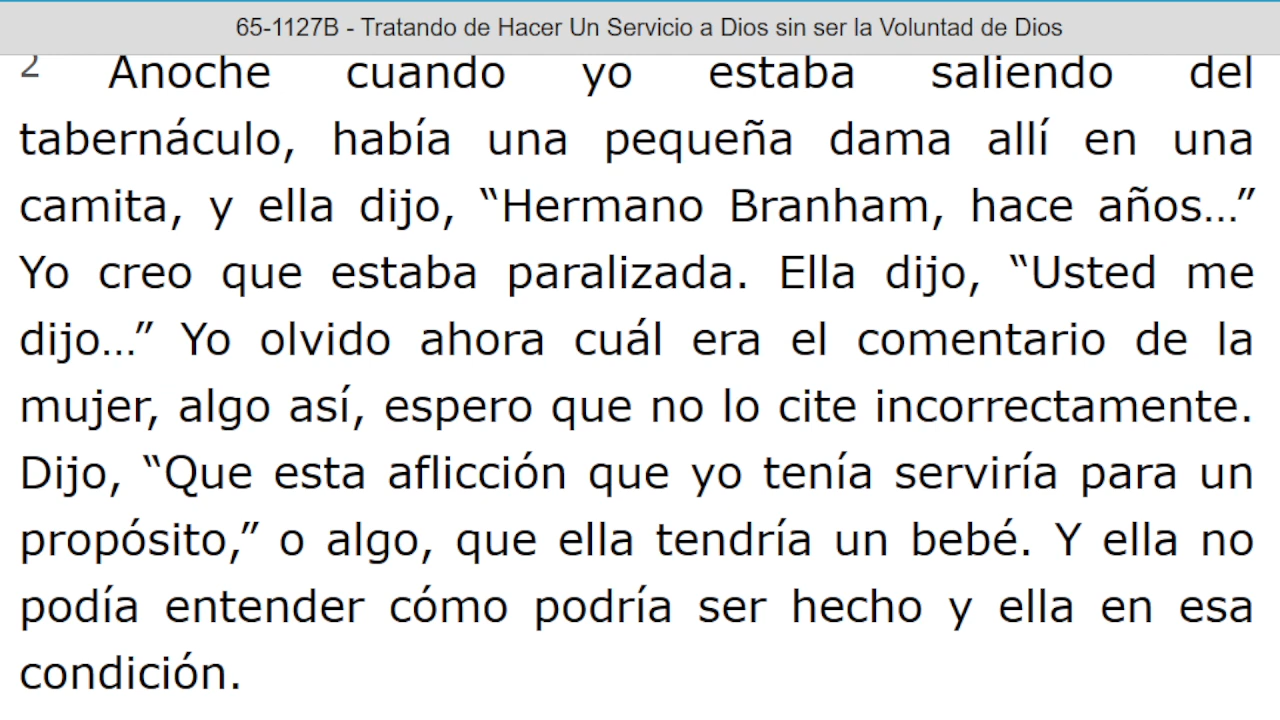 65-1127B - Tratando de Hacer Un Servicio a Dios sin ser la Voluntad de Dios
2 Anoche cuando yo estaba saliendo del
tabernáculo, había una pequeña dama allí en una
camita, y ella dijo, “Hermano Branham, hace años…”
Yo creo que estaba paralizada. Ella dijo, “Usted me
dijo…” Yo olvido ahora cuál era el comentario de la
mujer, algo así, espero que no lo cite incorrectamente.
Dijo, “Que esta aflicción que yo tenía serviría para un
propósito,” o algo, que ella tendría un bebé. Y ella no
podía entender cómo podría ser hecho y ella en esa
condición.